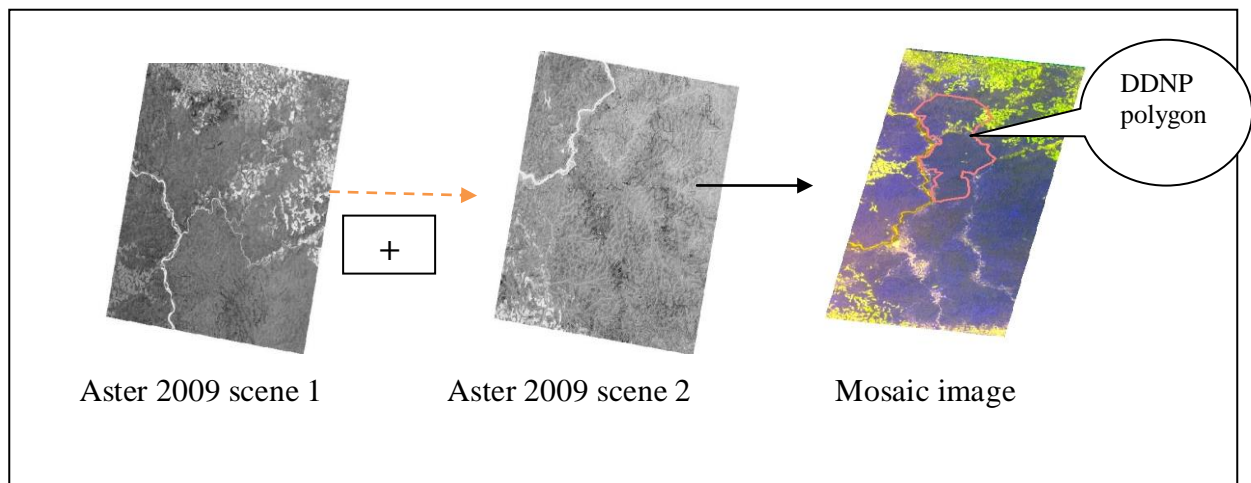 DDNP
polygon
+
Aster 2009 scene 1
Aster 2009 scene 2
Mosaic image